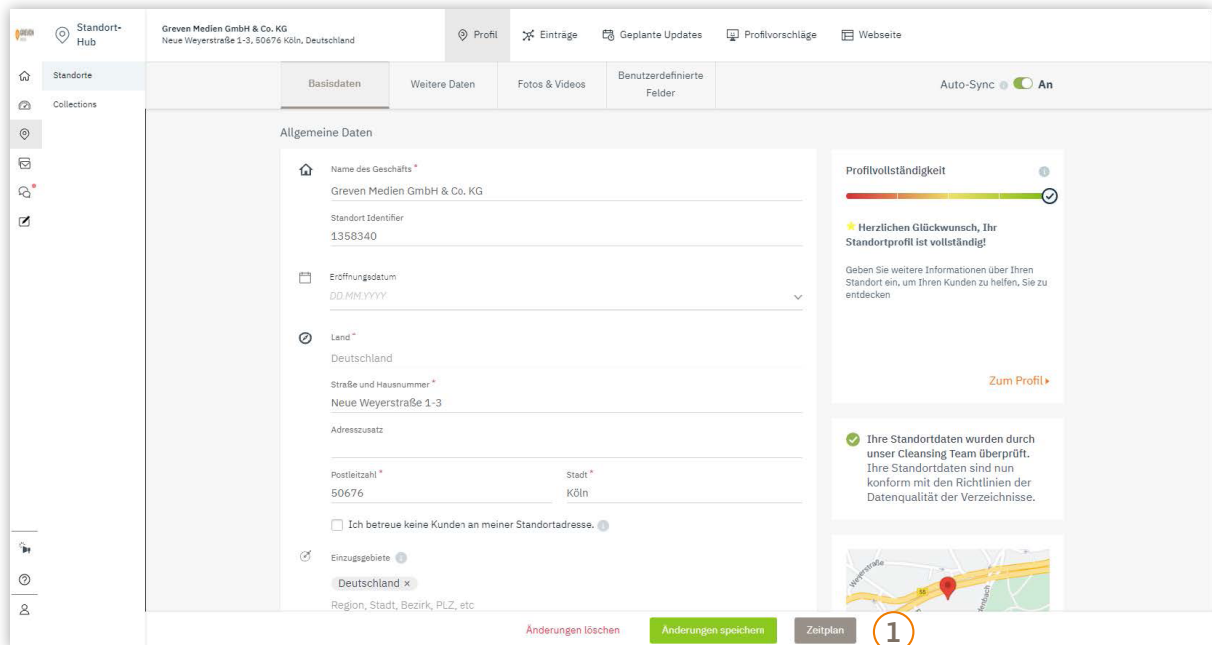 GREVEN
Standort-
Hub
Greven Medien GmbH & Co. KG
Neue Weyerstraße 1-3, 50676 Köln, Deutschland
Profil
Einträge
Geplante Updates
Profilvorschläge
Webseite
Standorte
Collections
Basisdaten
Weitere Daten
Fotos & Videos
Benutzerdefinierte
Felder
Auto-Sync
An
Allgemeine Daten
Name des Geschäfts *
Greven Medien GmbH & Co. KG
Standort Identifier
1358340
Eröffnungsdatum
DD.MM.YYYY
Land *
Deutschland
Straße und Hausnummer *
Neue Weyerstraße 1-3
Adresszusatz
Postleitzahl *
Stadt *
50676
Köln
Ich betreue keine Kunden an meiner Standortadresse.
Einzugsgebiete
Deutschland ×
Region, Stadt, Bezirk, PLZ, etc
Profilvollständigkeit
Herzlichen Glückwunsch, Ihr
Standortprofil ist vollständig!
Geben Sie weitere Informationen über Ihren
Standort ein, um Ihren Kunden zu helfen, Sie zu
entdecken
Zum Profil
Ihre Standortdaten wurden durch
unser Cleansing Team überprüft.
Ihre Standortdaten sind nun
konform mit den Richtlinien der
Datenqualität der Verzeichnisse.
Weyerstraße
Änderungen löschen
Änderungen speichern
Zeitplan
1